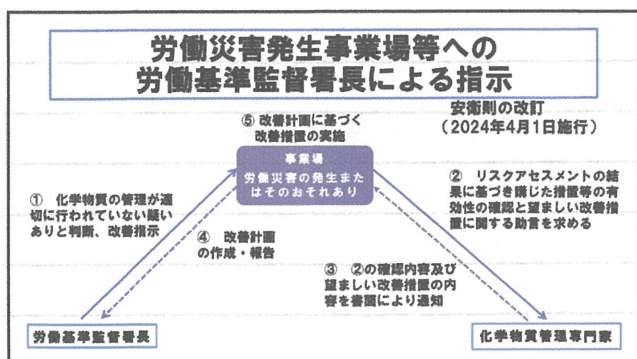 労働災害発生事業場等への
労働基準監督署長による指示
安衛則の改訂
（2024年4月1日施行）
⑤ 改善計画に基づく
改善措置の実施
事業場
労働災害の発生また
はそのおそれあり
① 化学物質の管理が適
切に行われていない疑い
ありと判断、改善指示
② リスクアセスメントの結
果に基づき講じた措置等の有
効性の確認と望ましい改善措
置に関する助言を求める
④ 改善計画
の作成・報告
③ ②の確認内容及び
望ましい改善措置の内
容を書面により通知
労働基準監督署長
化学物質管理専門家